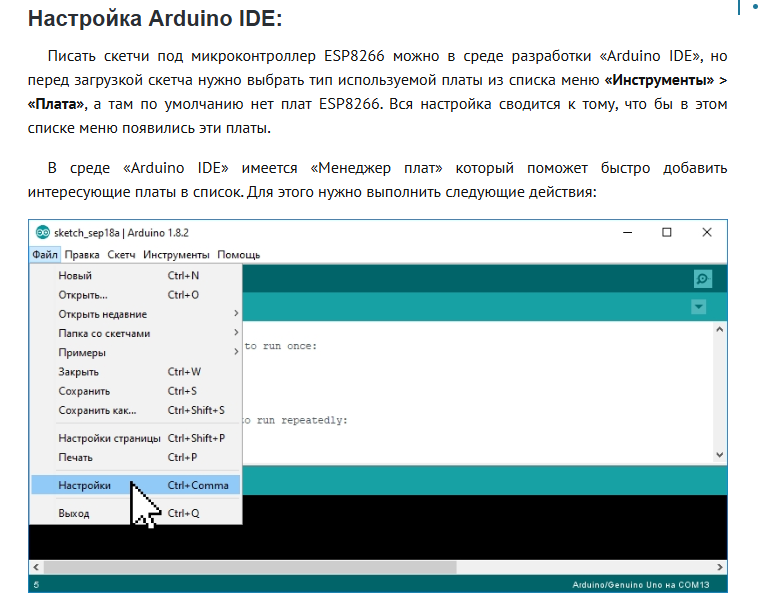 Настройка Arduino IDE:
Писать скетчи под микроконтроллер ESP8266 можно в среде разработки «Arduino IDE», но
перед загрузкой скетча нужно выбрать тип используемой платы из списка меню «Инструменты» >
«Плата», а там по умолчанию нет плат ESP8266. Вся настройка сводится к тому, что бы в этом
списке меню появились эти платы.
В среде «Arduino IDE» имеется «Менеджер плат» который поможет быстро добавить
интересующие платы в список. Для этого нужно выполнить следующие действия:
sketch_sep18a | Arduino 1.8.2
Файл Правка Скетч Инструменты Помощь
Новый Ctrl+N
Открыть... Ctrl+O
Открыть недавние
Папка со скетчами
Примеры
to run once:
Закрыть Ctrl+W
Сохранить Ctrl+S
Сохранить как... Ctrl+Shift+S
o run repeatedly:
Настройки страницы Ctrl+Shift+P
Печать Ctrl+P
Настройки Ctrl+Comma
Выход Ctrl+Q
5 Arduino/Genuino Uno на COM13